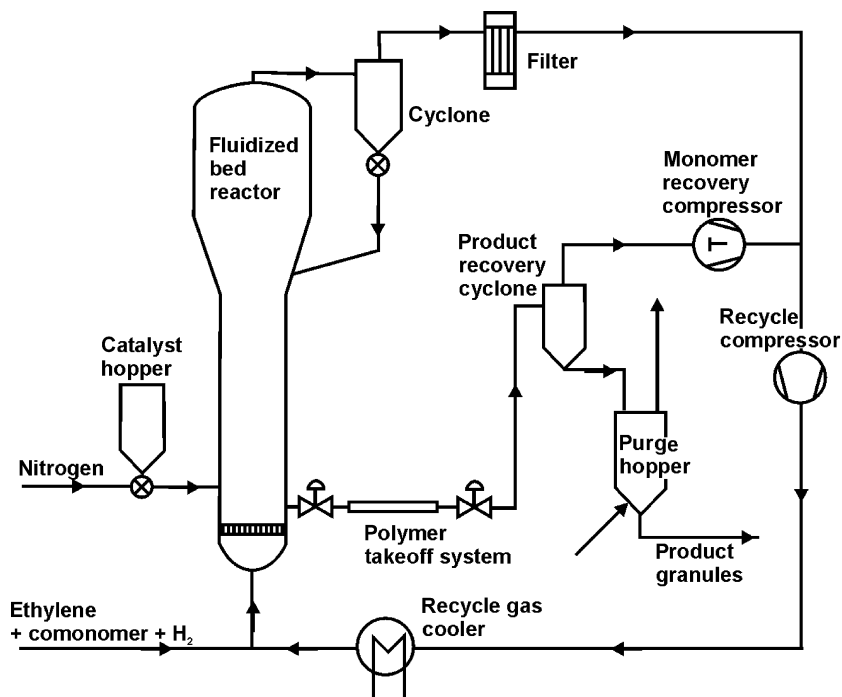 Filter
Cyclone
Fluidized
bed
reactor
Monomer
recovery
compressor
Product
recovery
cyclone
Recycle
compressor
Catalyst
hopper
Purge
hopper
Nitrogen
Polymer
takeoff system
Product
granules
Ethylene
+ comonomer + H₂
Recycle gas
cooler